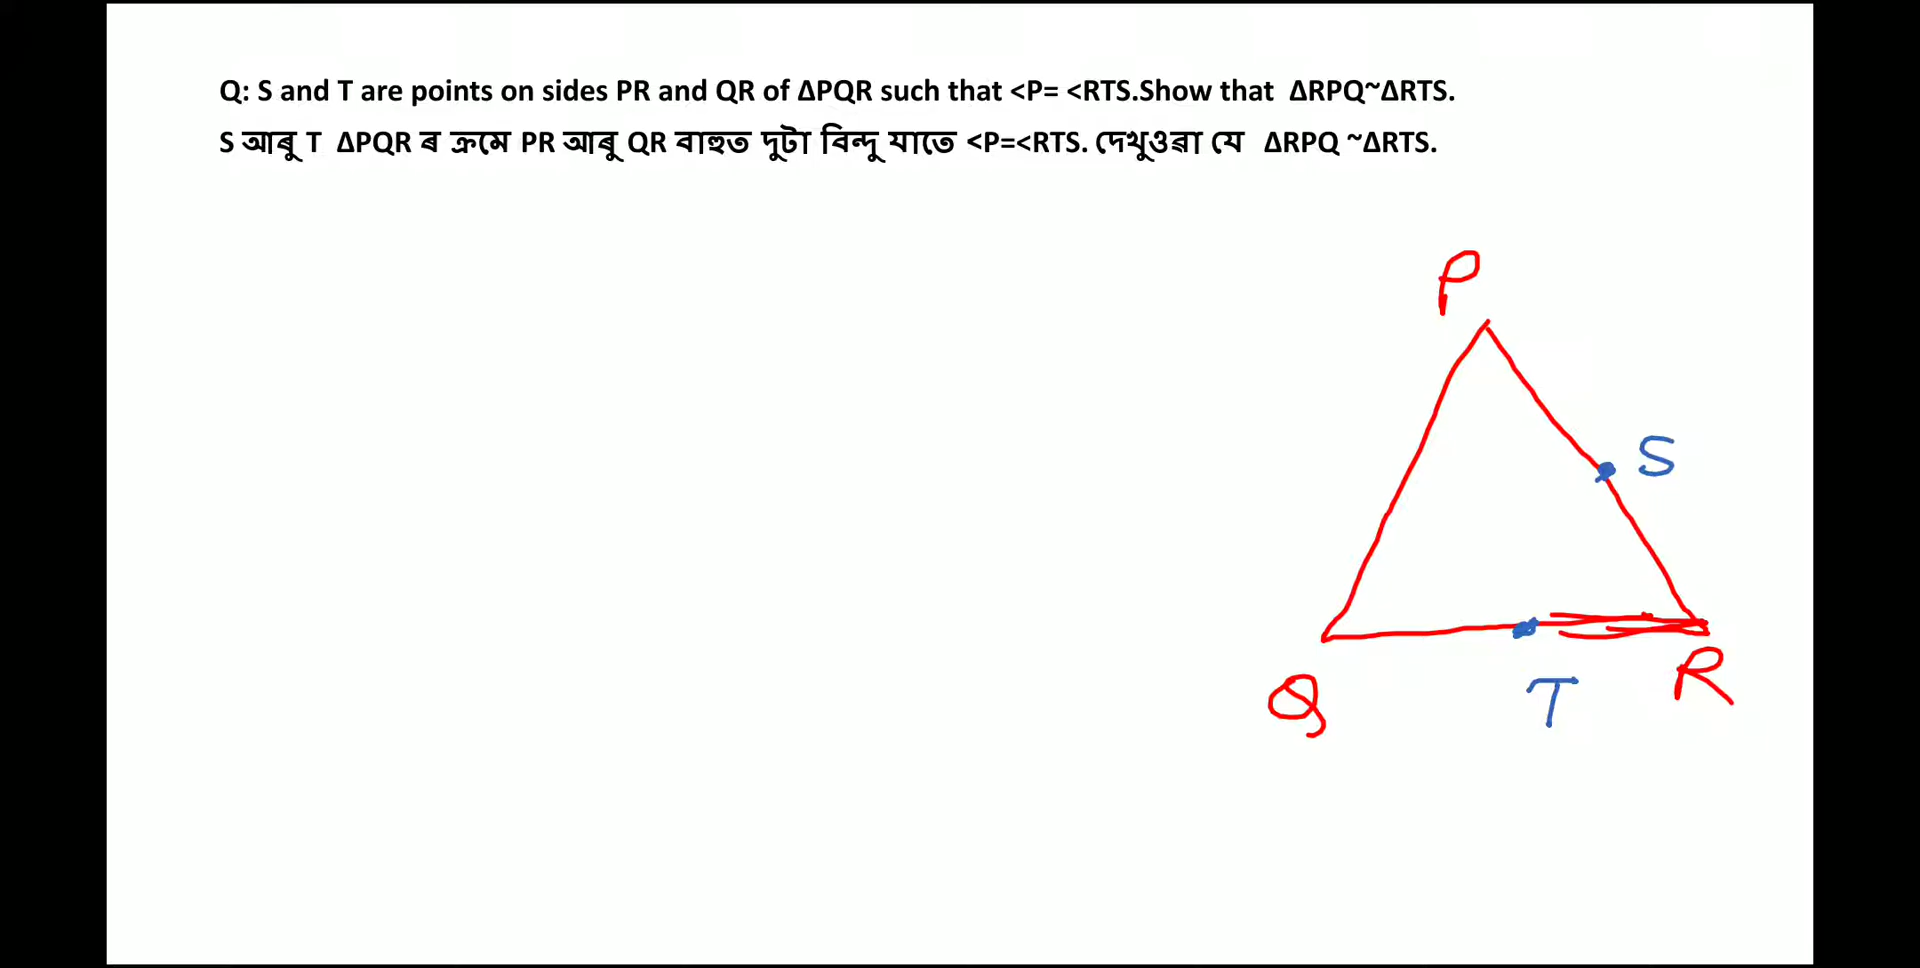 Q: S and T are points on sides PR and QR of ΔPQR such that <P= <RTS.Show that ΔRPQ~ΔRTS.
S আৰু T ΔPQR ৰ ক্ৰমে PR আৰু QR বাহুত দুটা বিন্দু যাতে <P=<RTS. দেখুওৱা যে ΔRPQ ~ΔRTS.
P
S
Q
T
R